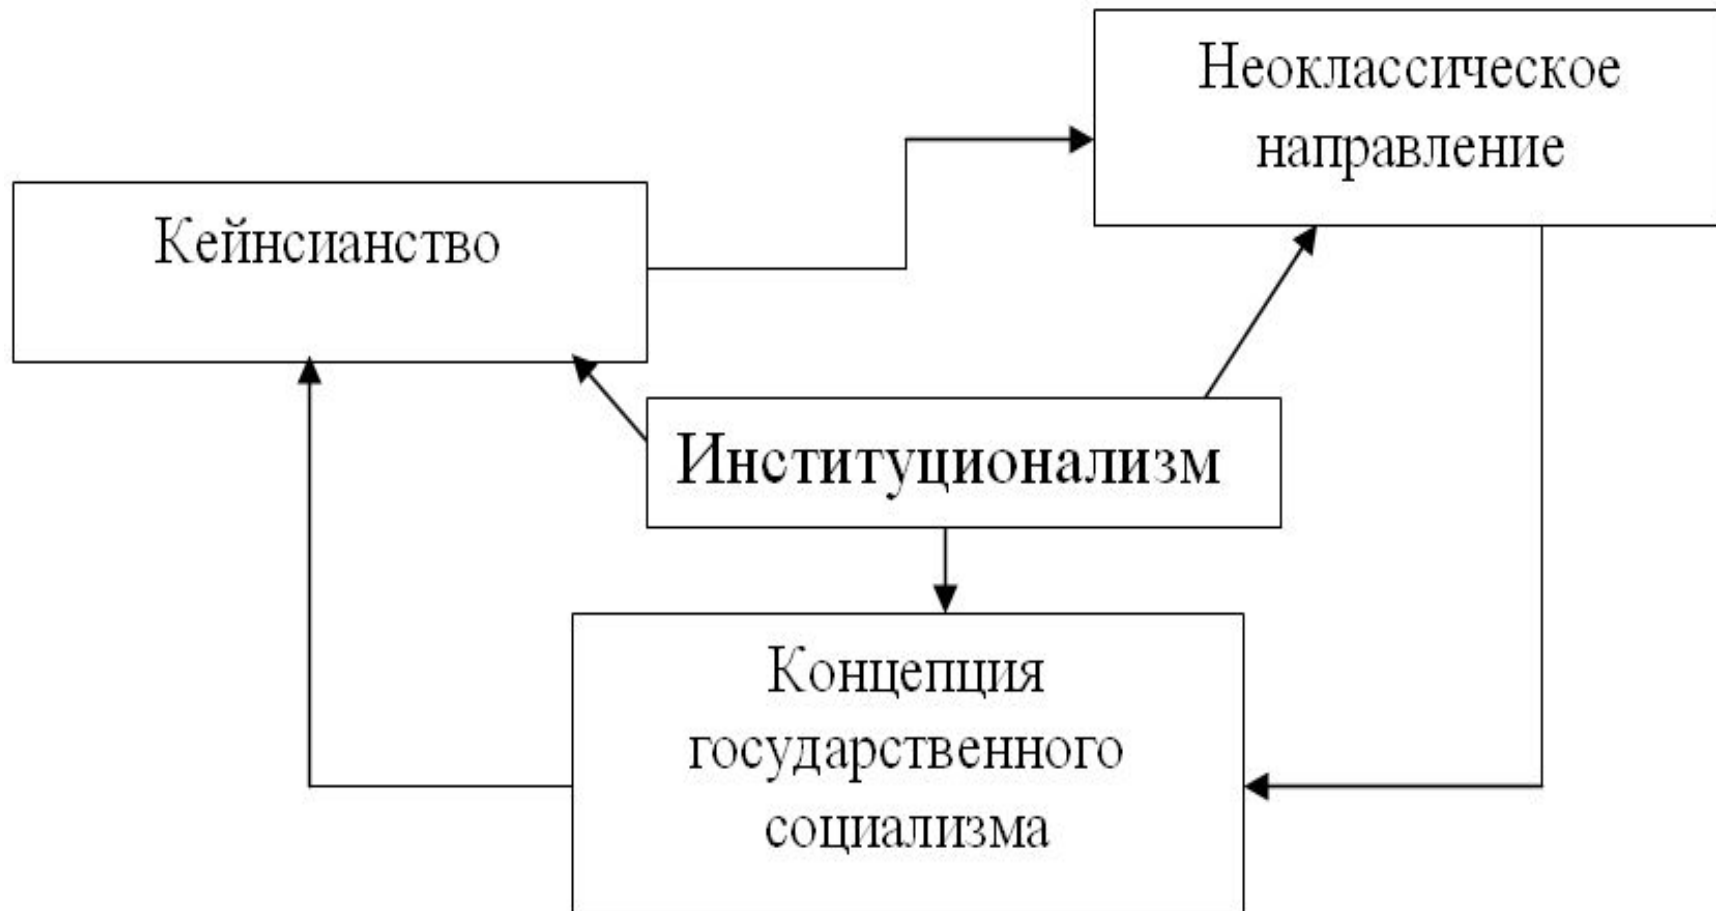 Неоклассическое
направление
Кейнсианство
Институционализм
Концепция
государственного
социализма